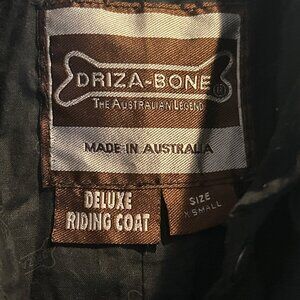 DRIZA-BONE®
THE AUSTRALIAN LEGEND
MADE IN AUSTRALIA
DELUXE
RIDING COAT
SIZE
X.SMALL